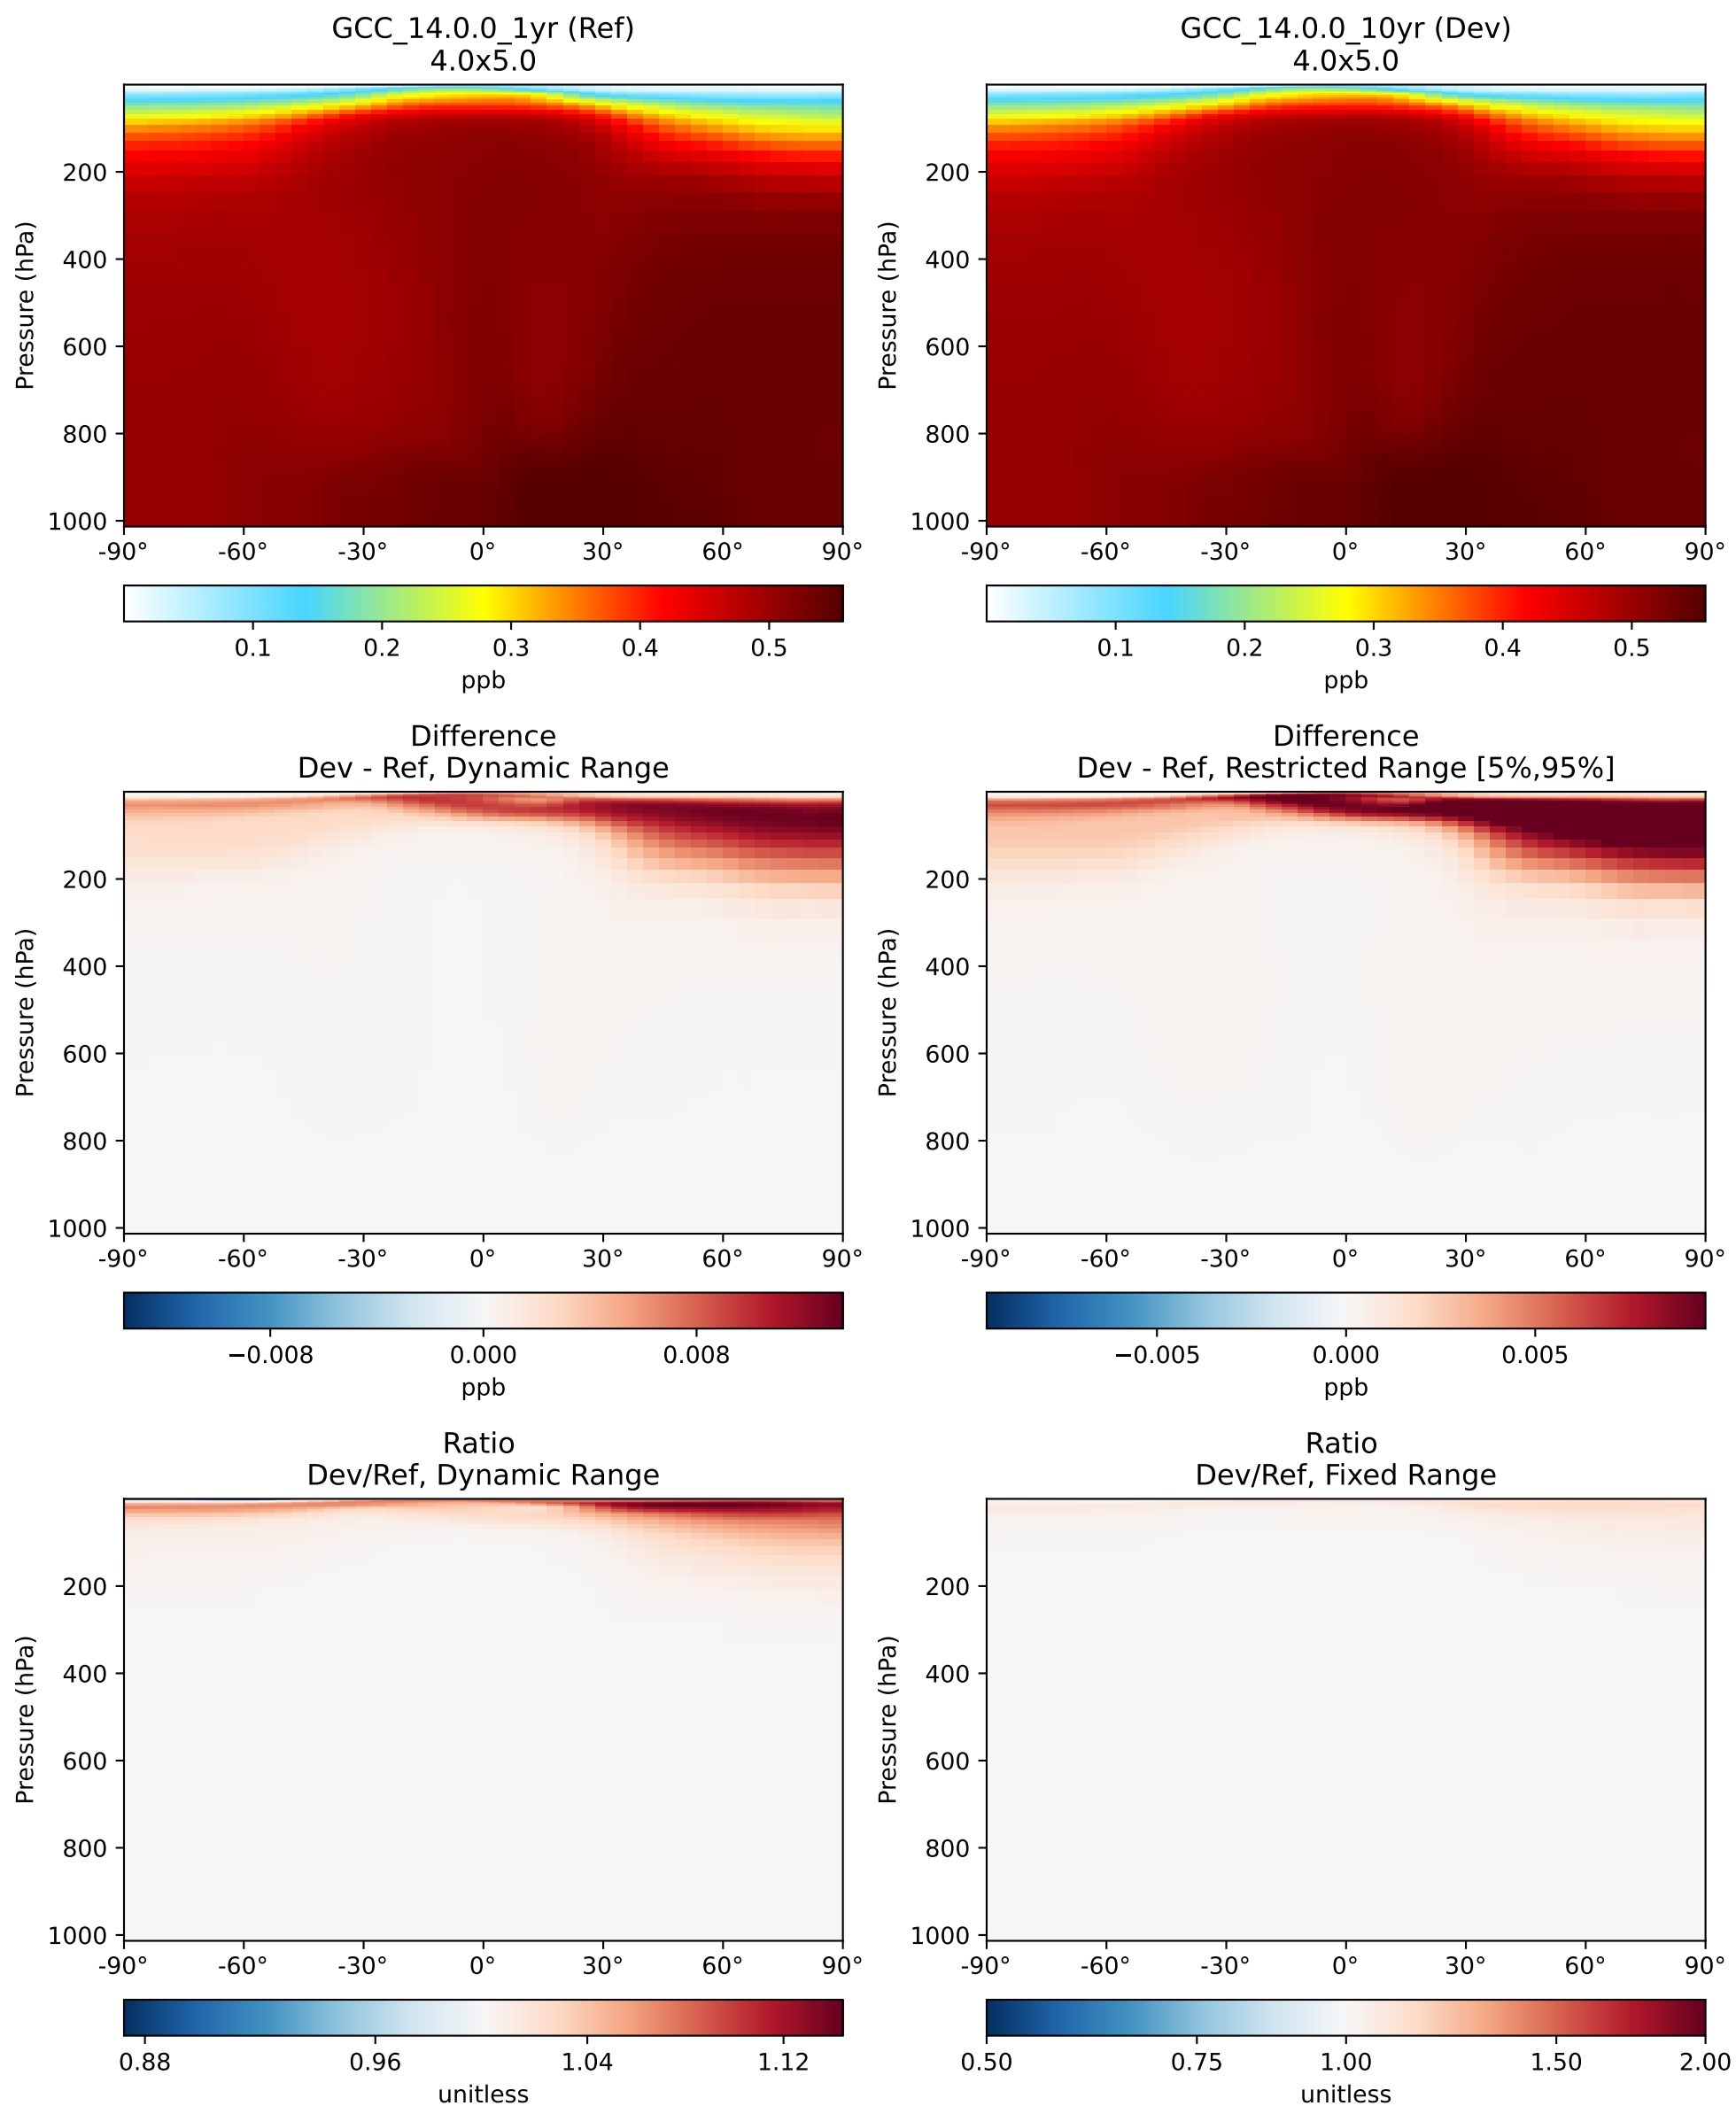 GCC_14.0.0_1yr (Ref)
4.0x5.0
Pressure (hPa)
200
400
600
800
1000
-90° -60° -30° 0° 30° 60° 90°
0.1 0.2 0.3 0.4 0.5
ppb
GCC_14.0.0_10yr (Dev)
4.0x5.0
Pressure (hPa)
200
400
600
800
1000
-90° -60° -30° 0° 30° 60° 90°
0.1 0.2 0.3 0.4 0.5
ppb
Difference
Dev - Ref, Dynamic Range
Pressure (hPa)
200
400
600
800
1000
-90° -60° -30° 0° 30° 60° 90°
−0.008 0.000 0.008
ppb
Difference
Dev - Ref, Restricted Range [5%,95%]
Pressure (hPa)
200
400
600
800
1000
-90° -60° -30° 0° 30° 60° 90°
−0.005 0.000 0.005
ppb
Ratio
Dev/Ref, Dynamic Range
Pressure (hPa)
200
400
600
800
1000
-90° -60° -30° 0° 30° 60° 90°
0.88 0.96 1.04 1.12
unitless
Ratio
Dev/Ref, Fixed Range
Pressure (hPa)
200
400
600
800
1000
-90° -60° -30° 0° 30° 60° 90°
0.50 0.75 1.00 1.50 2.00
unitless